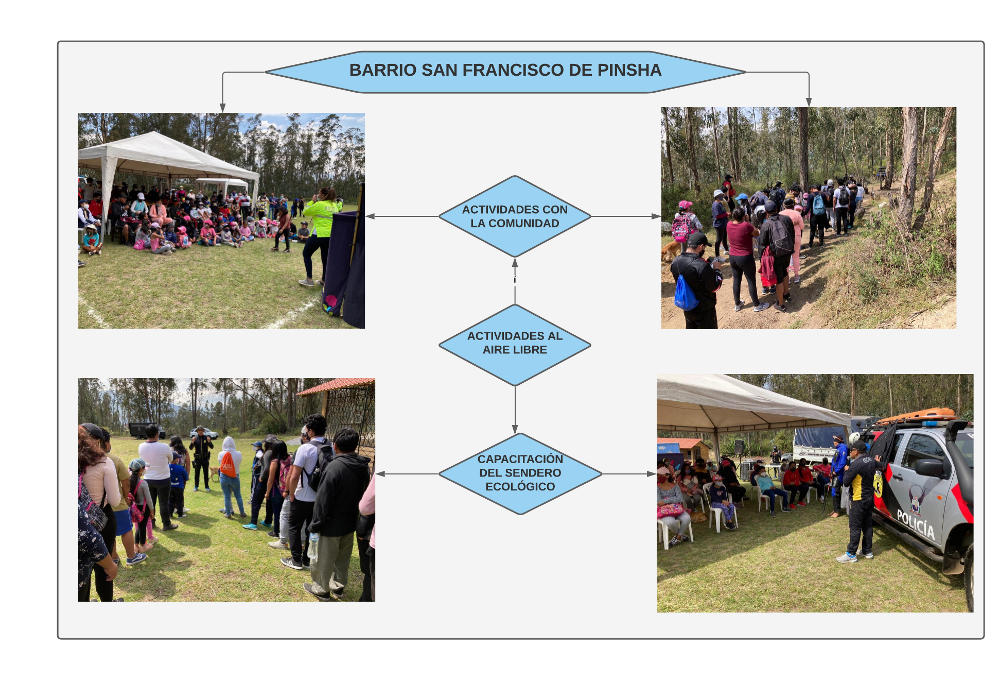 BARRIO SAN FRANCISCO DE PINSHA
ACTIVIDADES CON
LA COMUNIDAD
í
ACTIVIDADES AL
AIRE LIBRE
CAPACITACIÓN
DEL SENDERO
ECOLÓGICO
POLICÍA